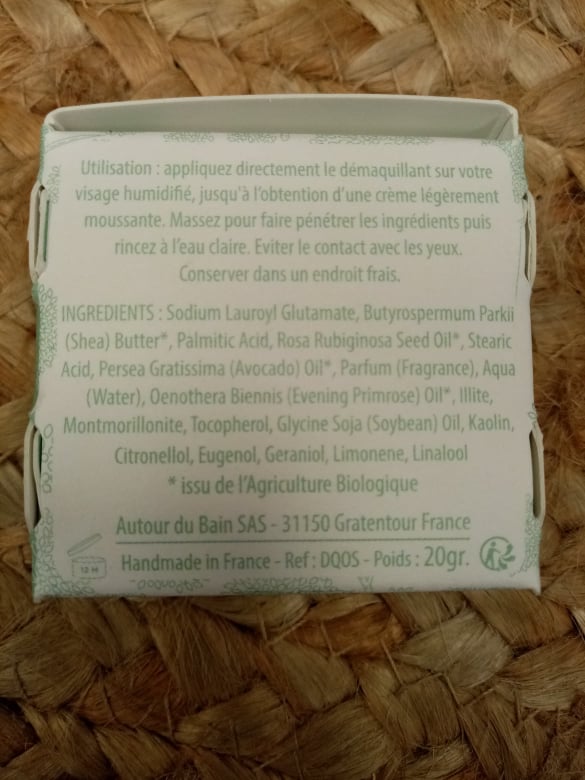 Utilisation : appliquez directement le démaquillant sur votre
visage humidifié, jusqu'à l'obtention d'une crème légèrement
moussante. Massez pour faire pénétrer les ingrédients puis
rincez à l'eau claire. Eviter le contact avec les yeux.
Conserver dans un endroit frais.
INGREDIENTS : Sodium Lauroyl Glutamate, Butyrospermum Parkii
(Shea) Butter*, Palmitic Acid, Rosa Rubiginosa Seed Oil*, Stearic
Acid, Persea Gratissima (Avocado) Oil*, Parfum (Fragrance), Aqua
(Water), Oenothera Biennis (Evening Primrose) Oil*, Illite,
Montmorillonite, Tocopherol, Glycine Soja (Soybean) Oil, Kaolin,
Citronellol, Eugenol, Geraniol, Limonene, Linalool
* issu de l'Agriculture Biologique
Autour du Bain SAS - 31150 Gratentour France
12 M
Handmade in France - Ref : DQOS - Poids : 20gr.